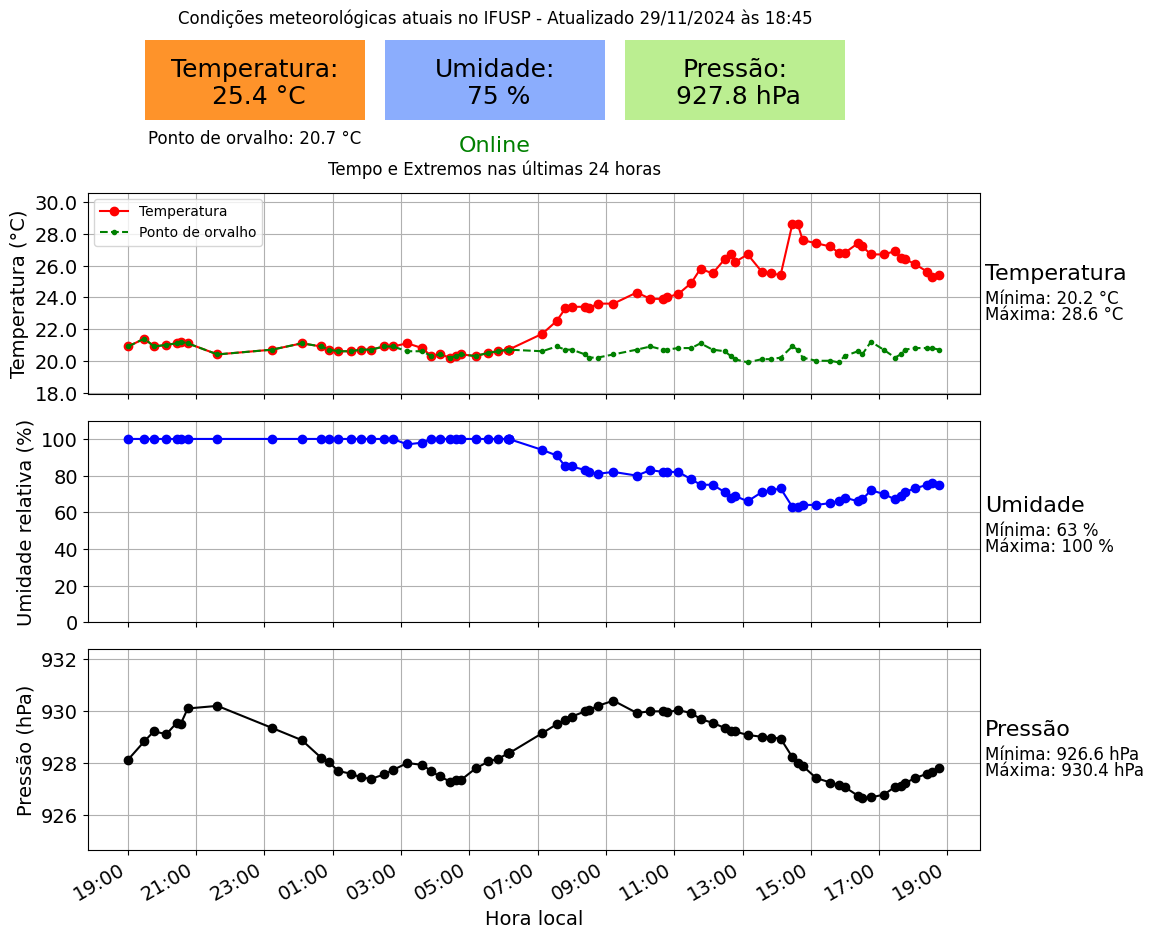 Condições meteorológicas atuais no IFUSP - Atualizado 29/11/2024 às 18:45
Temperatura:
25.4 °C
Umidade:
75 %
Pressão:
927.8 hPa
Ponto de orvalho: 20.7 °C
Online
Tempo e Extremos nas últimas 24 horas
Temperatura (°C)
30.0
28.0
26.0
24.0
22.0
20.0
18.0
Temperatura
Ponto de orvalho
Temperatura
Mínima: 20.2 °C
Máxima: 28.6 °C
Umidade relativa (%)
100
80
60
40
20
0
Umidade
Mínima: 63 %
Máxima: 100 %
Pressão (hPa)
932
930
928
926
Pressão
Mínima: 926.6 hPa
Máxima: 930.4 hPa
19:00
21:00
23:00
01:00
03:00
05:00
07:00
09:00
11:00
13:00
15:00
17:00
19:00
Hora local